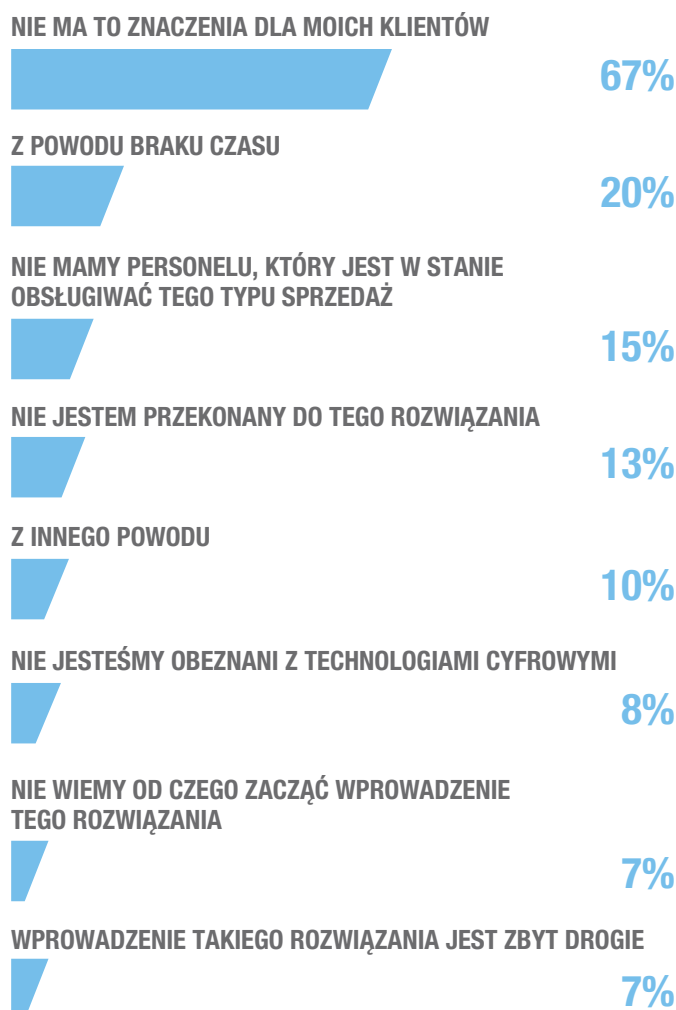 NIE MA TO ZNACZENIA DLA MOICH KLIENTÓW
67%
Z POWODU BRAKU CZASU
20%
NIE MAMY PERSONELU, KTÓRY JEST W STANIE
OBSŁUGIWAĆ TEGO TYPU SPRZEDAŻ
15%
NIE JESTEM PRZEKONANY DO TEGO ROZWIĄZANIA
13%
Z INNEGO POWODU
10%
NIE JESTEŚMY OBEZNANI Z TECHNOLOGIAMI CYFROWYMI
8%
NIE WIEMY OD CZEGO ZACZĄĆ WPROWADZENIE
TEGO ROZWIĄZANIA
7%
WPROWADZENIE TAKIEGO ROZWIĄZANIA JEST ZBYT DROGIE
7%